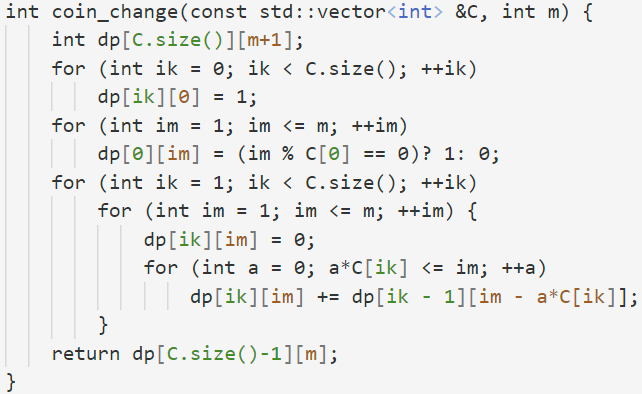 int coin_change(const std::vector<int> &C, int m) {
    int dp[C.size()][m+1];
    for (int ik = 0; ik < C.size(); ++ik)
        dp[ik][0] = 1;
    for (int im = 1; im <= m; ++im)
        dp[0][im] = (im % C[0] == 0)? 1: 0;
    for (int ik = 1; ik < C.size(); ++ik)
        for (int im = 1; im <= m; ++im) {
            dp[ik][im] = 0;
            for (int a = 0; a*C[ik] <= im; ++a)
                dp[ik][im] += dp[ik - 1][im - a*C[ik]];
        }
    return dp[C.size()-1][m];
}